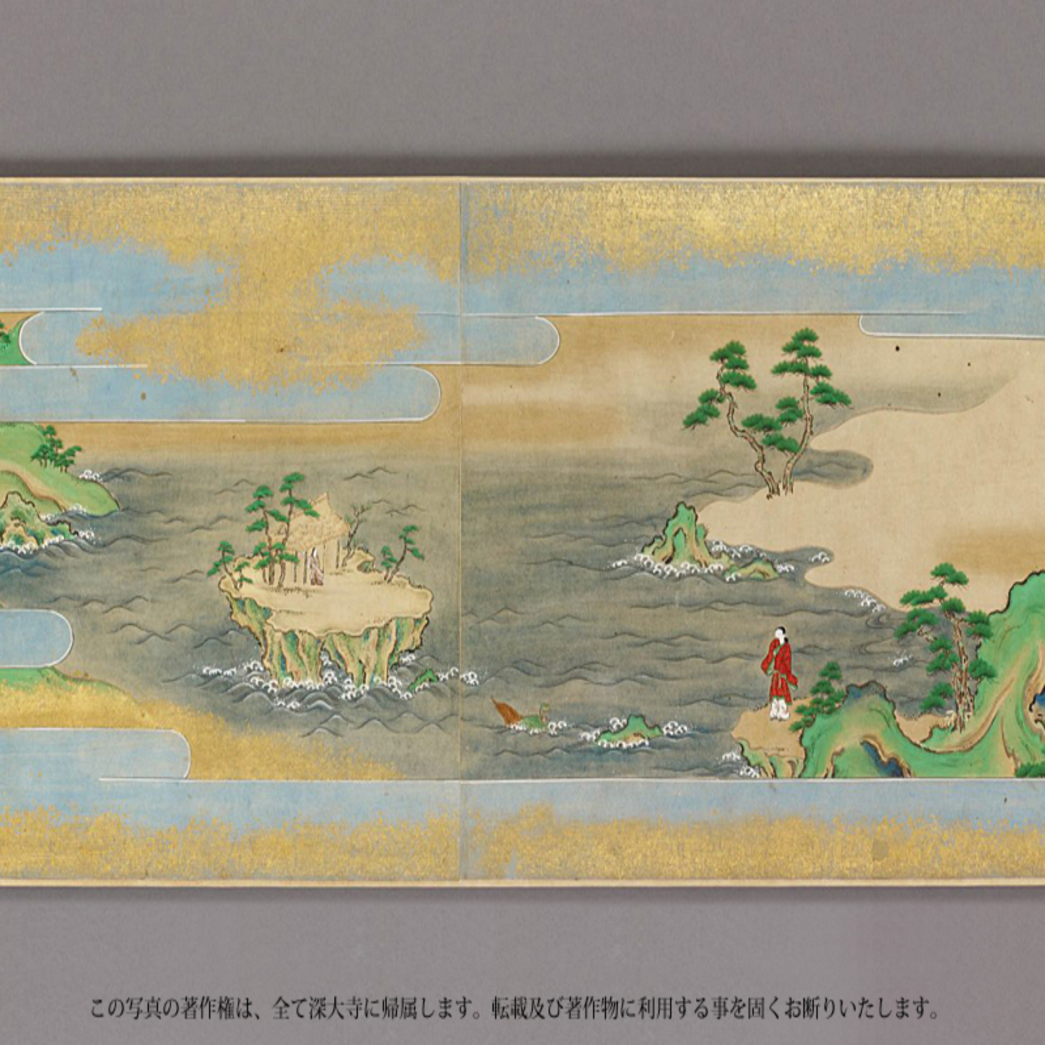 この写真の著作権は、全て深大寺に帰属します。転載及び著作物に利用する事を固くお断りいたします。